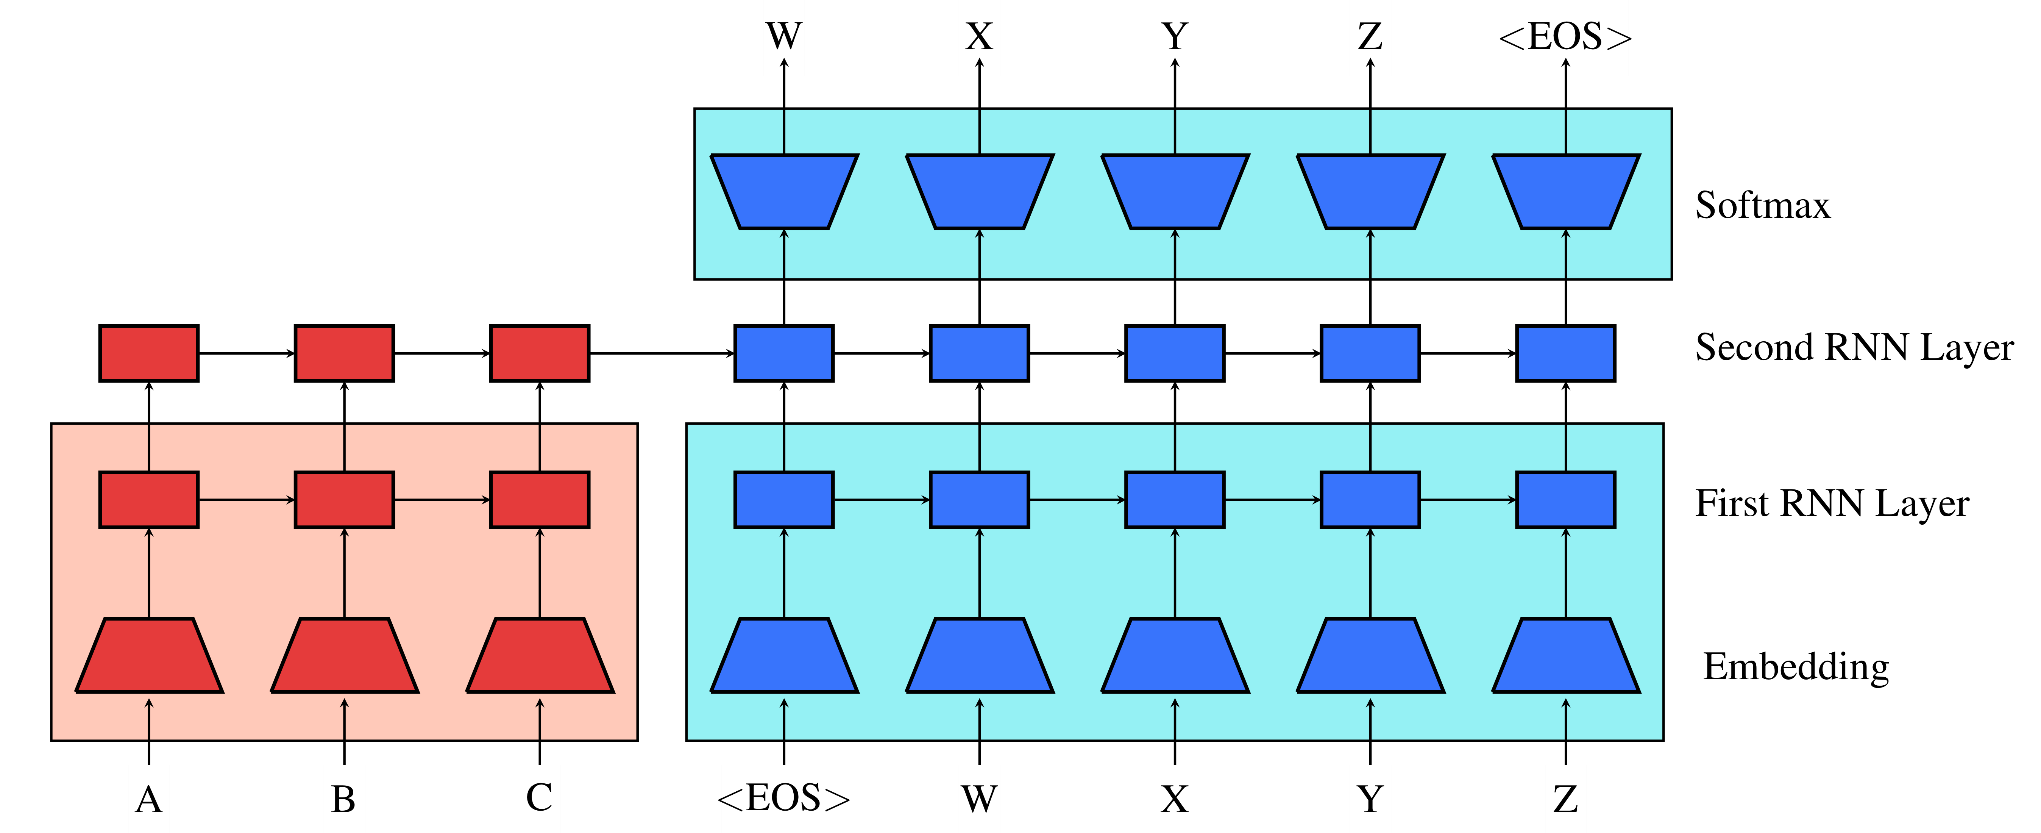 W X Y Z <EOS>
Softmax
Second RNN Layer
First RNN Layer
Embedding
A B C <EOS> W X Y Z